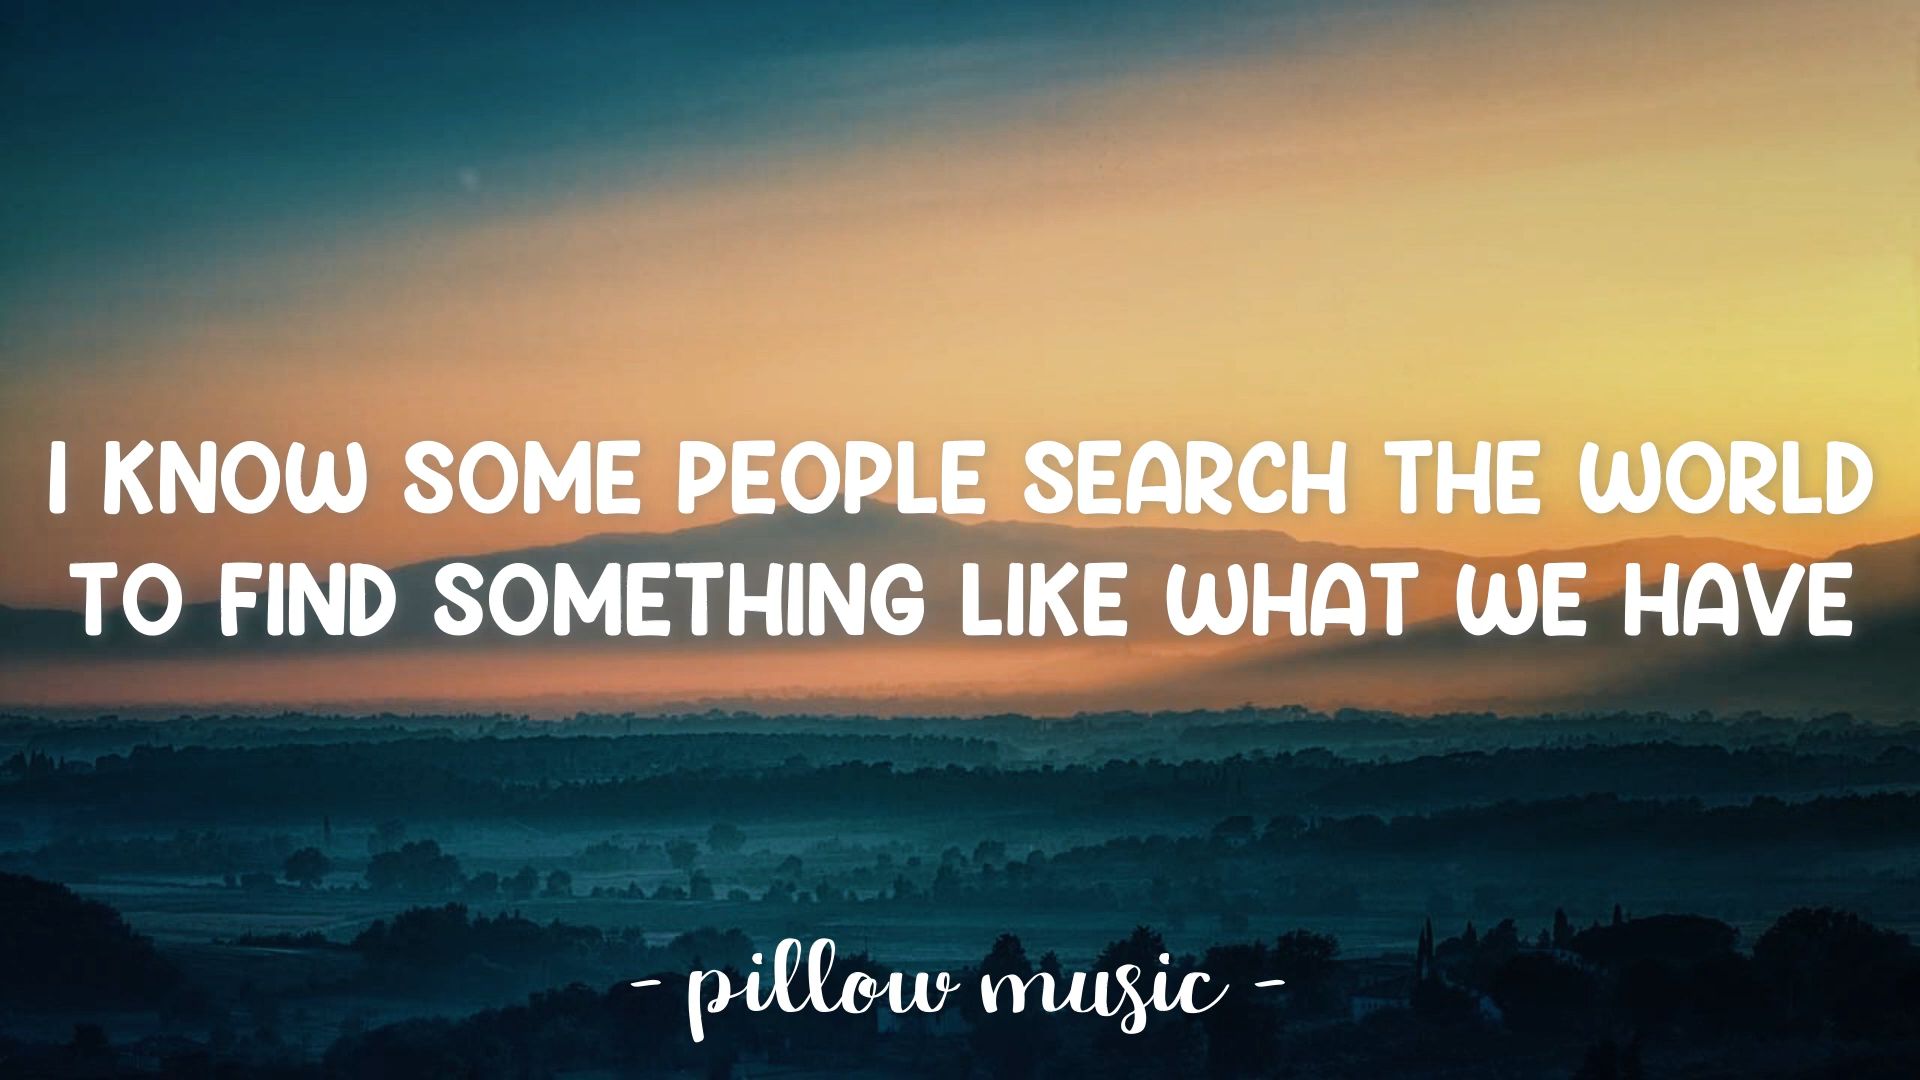 I KNOW SOME PEOPLE SEARCH THE WORLD
TO FIND SOMETHING LIKE WHAT WE HAVE
- pillow music -